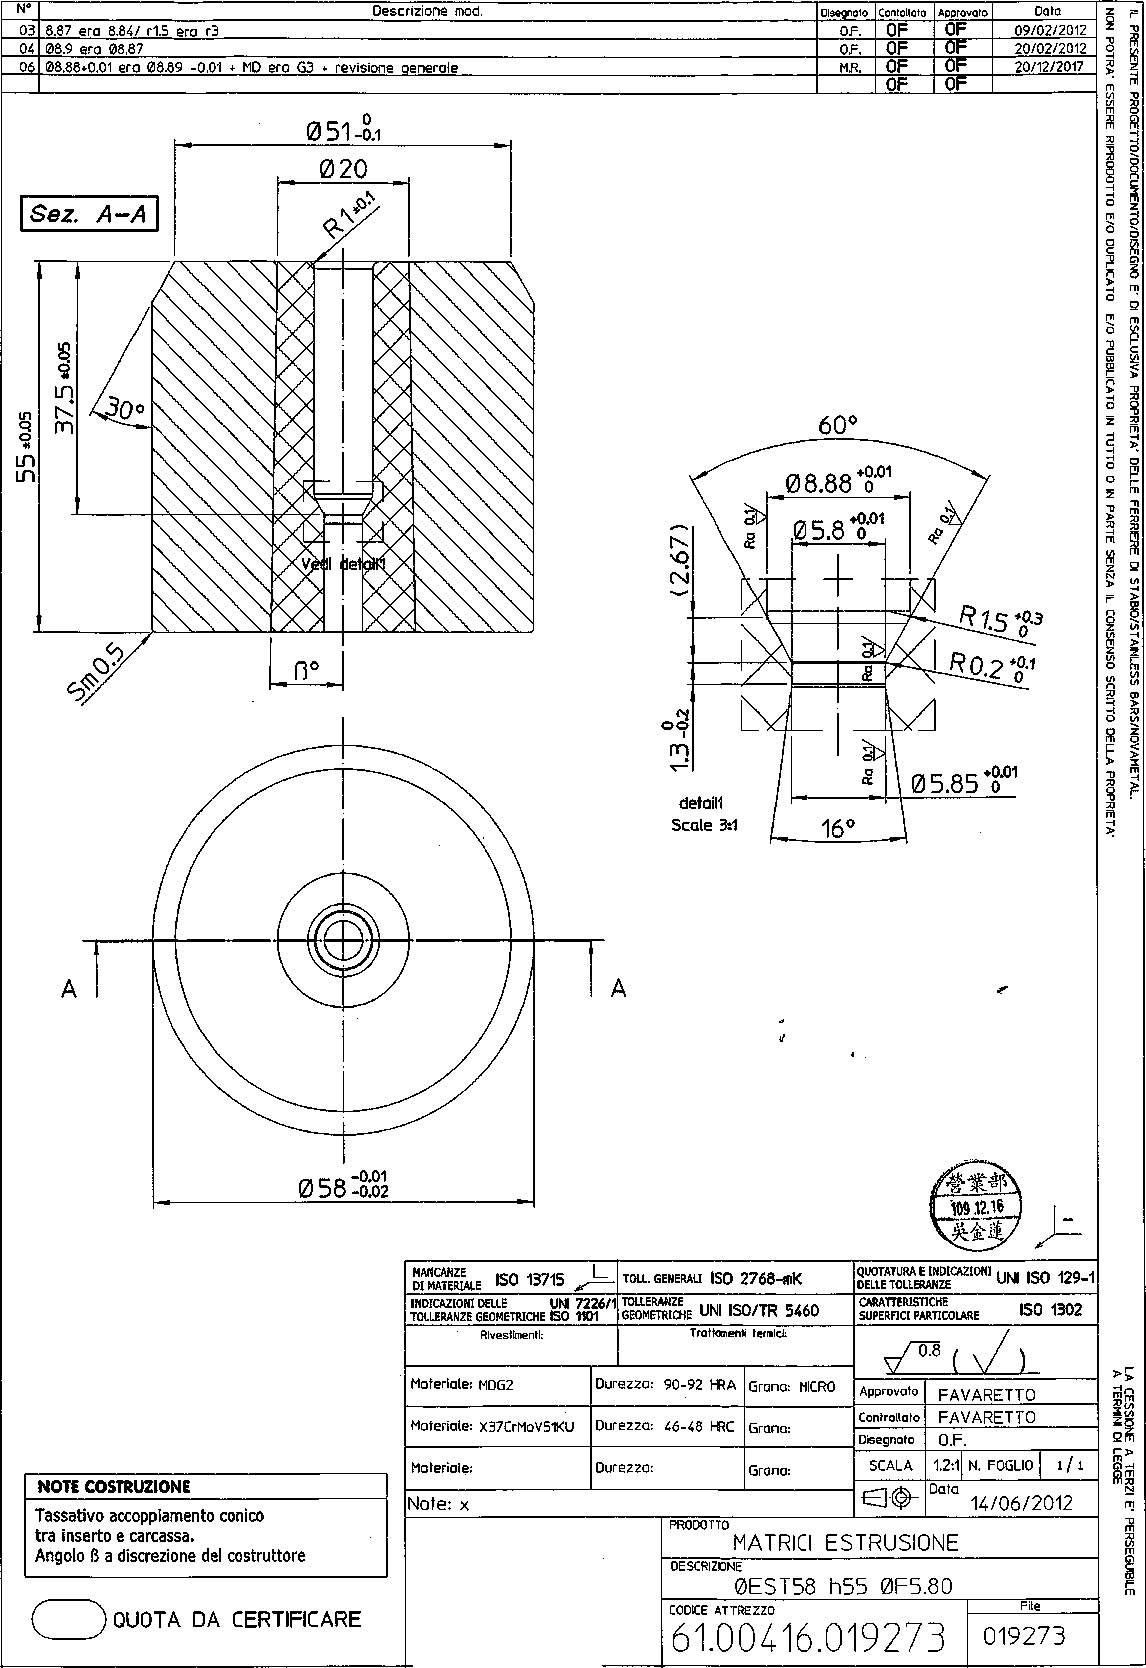 N° Descrizione mod. Disegnato Controllato Approvato Data
03 8.87 era 8.84/ r1.5 era r3 O.F. OF OF 09/02/2012
04 Ø8.9 era Ø8.87 O.F. OF OF 20/02/2012
06 Ø8.88+0.01 era Ø8.89 -0.01 + MD era G3 + revisione generale M.R. OF OF 20/12/2017
OF OF
IL PRESENTE PROGETTO/DOCUMENTO/DISEGNO E' DI ESCLUSIVA PROPRIETA' DELLE FERRIERE DI STABIO/STAINLESS BARS/NOVAMETAL.
NON POTRA' ESSERE RIPRODOTTO E/O DUPLICATO E/O PUBBLICATO IN TUTTO O IN PARTE SENZA IL CONSENSO SCRITTO DELLA PROPRIETA'
Ø51 0 -0.1
Ø20
Sez. A-A
R1±0.1
55±0.05
37.5±0.05
30°
Vedi detail1
Sm0.5
ß°
60°
Ø8.88 +0.01 0
Ø5.8 +0.01 0
Ra 0.1
Ra 0.1
(2.67)
R1.5 +0.3 0
Ra 0.1
R0.2 +0.1 0
1.3 0 -0.2
Ra 0.1
Ø5.85 +0.01 0
detail1
Scale 3:1
16°
A A
Ø58 -0.01 -0.02
營業部
109.12.16
吳金蓮
MANCANZE DI MATERIALE ISO 13715 TOLL. GENERALI ISO 2768-mK QUOTATURA E INDICAZIONI DELLE TOLLERANZE UNI ISO 129-1
INDICAZIONI DELLE TOLLERANZE GEOMETRICHE UNI 7226/1 ISO 1101 TOLLERANZE GEOMETRICHE UNI ISO/TR 5460 CARATTERISTICHE SUPERFICI PARTICOLARE ISO 1302
Rivestimenti: Trattamenti termici:
0.8 ( )
Materiale: MDG2 Durezza: 90-92 HRA Grana: MICRO
Approvato FAVARETTO
Materiale: X37CrMoV51KU Durezza: 46-48 HRC Grana:
Controllato FAVARETTO
Disegnato O.F.
Materiale: Durezza: Grana:
SCALA 1.2:1 N. FOGLIO 1/1
Note: x
Data 14/06/2012
NOTE COSTRUZIONE
Tassativo accoppiamento conico
tra inserto e carcassa.
Angolo ß a discrezione del costruttore
QUOTA DA CERTIFICARE
PRODOTTO
MATRICI ESTRUSIONE
DESCRIZIONE
ØEST58 h55 ØF5.80
CODICE ATTREZZO File
61.00416.019273 019273
LA CESSIONE A TERZI E' PERSEGUIBILE
A TERMINI DI LEGGE